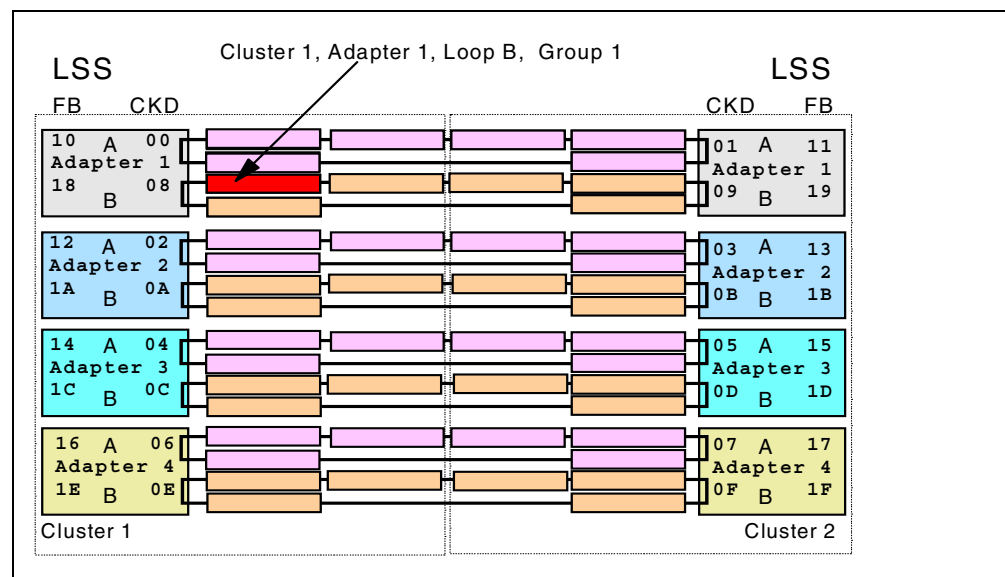 Cluster 1, Adapter 1, Loop B, Group 1
LSS LSS
FB CKD CKD FB
10 A 00 01 A 11
Adapter 1 Adapter 1
18 B 08 09 B 19
12 A 02 03 A 13
Adapter 2 Adapter 2
1A B 0A 0B B 1B
14 A 04 05 A 15
Adapter 3 Adapter 3
1C B 0C 0D B 1D
16 A 06 07 A 17
Adapter 4 Adapter 4
1E B 0E 0F B 1F
Cluster 1 Cluster 2